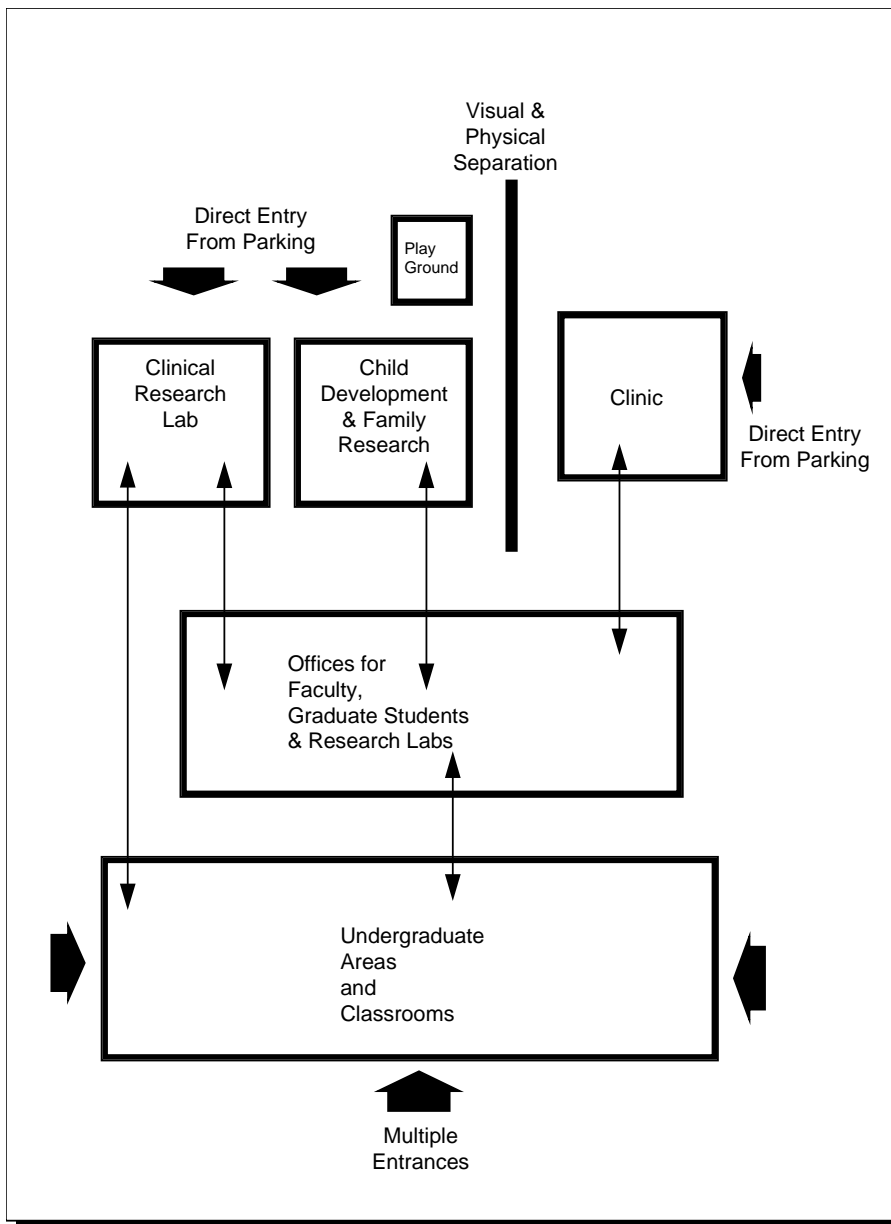 Visual &
Physical
Separation
Direct Entry
From Parking
Play
Ground
Clinical
Research
Lab
Child
Development
& Family
Research
Clinic
Direct Entry
From Parking
Offices for
Faculty,
Graduate Students
& Research Labs
Undergraduate
Areas
and
Classrooms
Multiple
Entrances